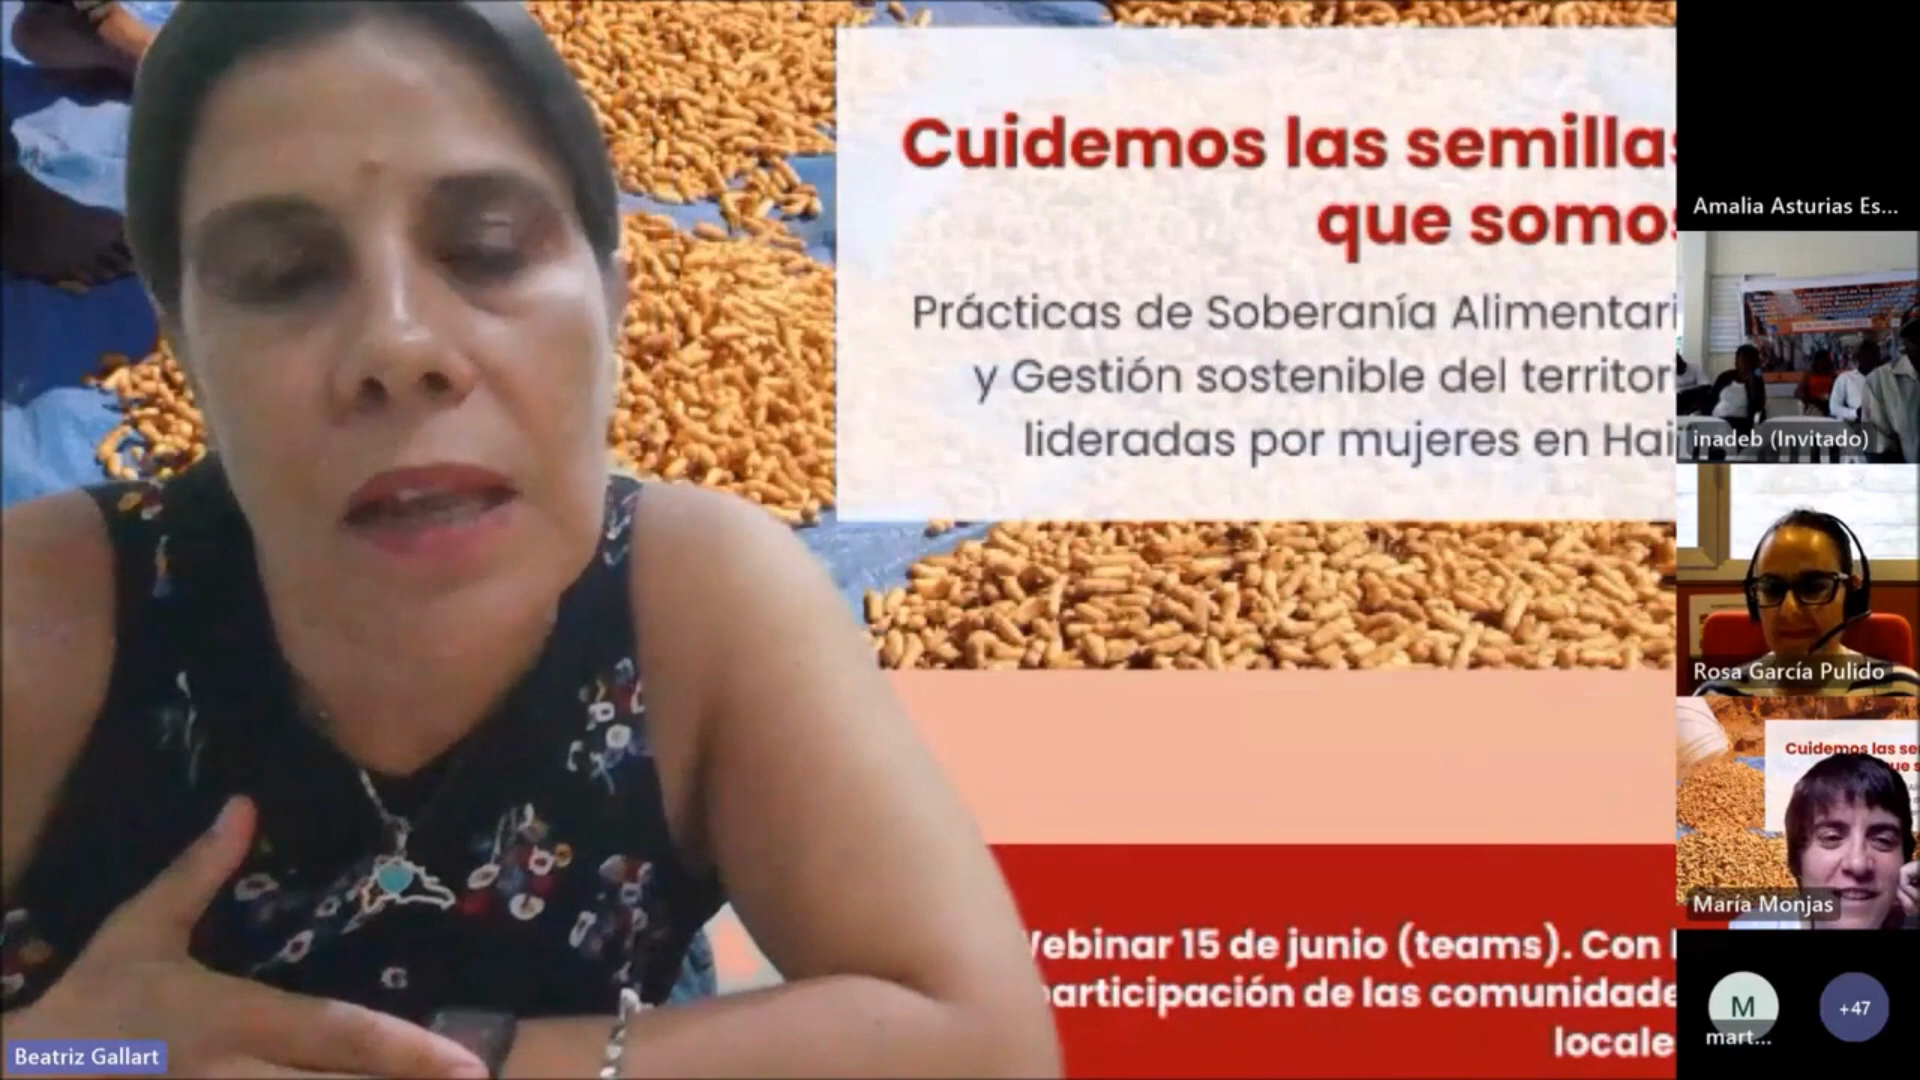 Cuidemos las semillas
que somos
Prácticas de Soberanía Alimentari
y Gestión sostenible del territor
lideradas por mujeres en Hai
ebinar 15 de junio (teams). Con
articipación de las comunidade
locale
Beatriz Gallart
Amalia Asturias Es...
inadeb (Invitado)
Rosa García Pulido
Cuidemos las se
María Monjas
M
mart...
+47